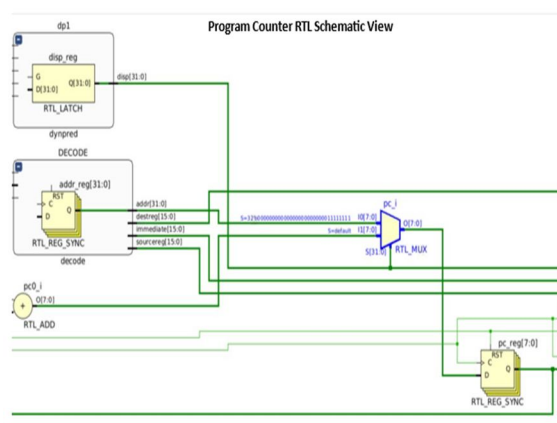 Program Counter RTL Schematic View
dp1
disp_reg
G
D[31:0]
Q[31:0]
disp[31:0]
RTL_LATCH
dynpred
DECODE
addr_reg[31:0]
RST
C
D
Q
RTL_REG_SYNC
decode
addr[31:0]
destreg[15:0]
immediate[15:0]
sourcereg[15:0]
pc_i
I0[7:0]
S=default
I1[7:0]
O[7:0]
S[31:0]
RTL_MUX
pc0_i
+
O[7:0]
RTL_ADD
pc_reg[7:0]
RST
C
D
Q
RTL_REG_SYNC